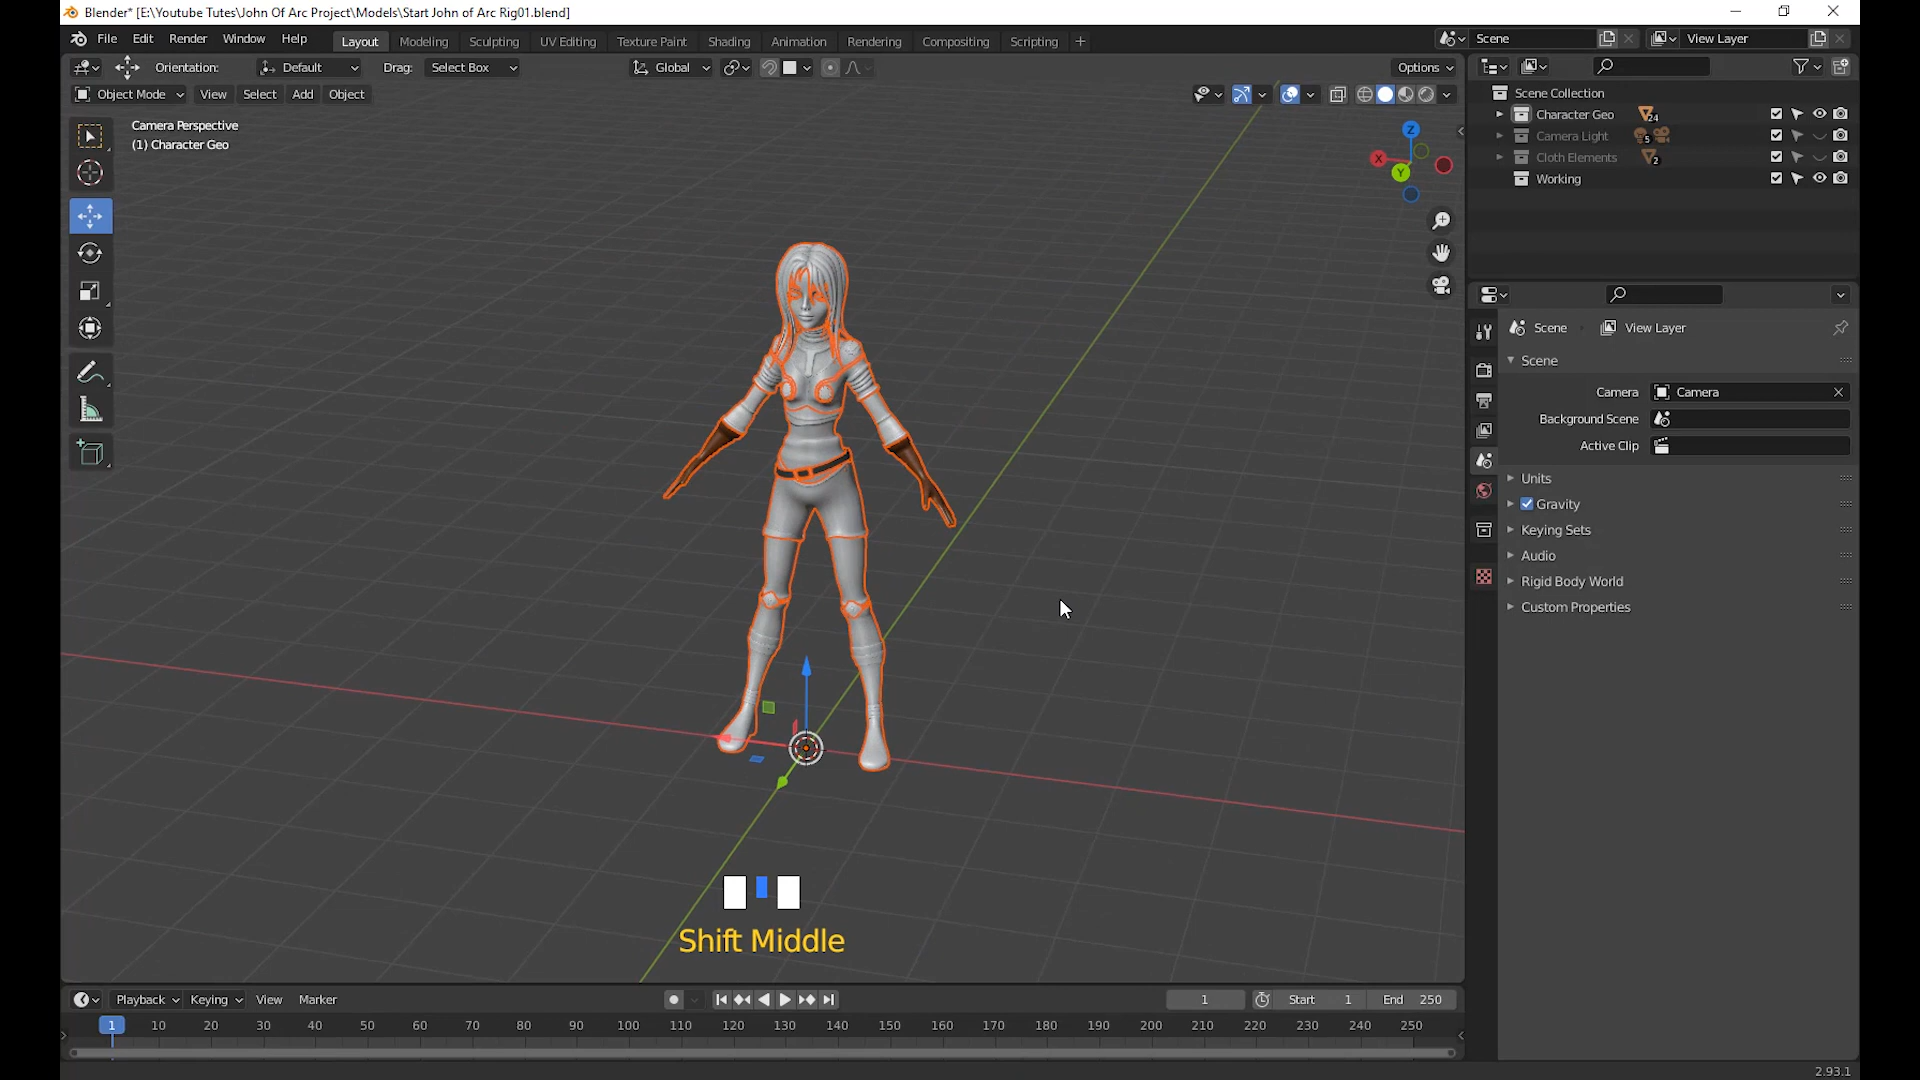 Blender* [E:\Youtube Tutes\John Of Arc Project\Models\Start John of Arc Rig01.blend]
File Edit Render Window Help Layout Modeling Sculpting UV Editing Texture Paint Shading Animation Rendering Compositing Scripting + Scene View Layer
Orientation: Default Drag: Select Box Global Options
Object Mode View Select Add Object
Camera Perspective
(1) Character Geo
Z
X
Y
Scene Collection
Character Geo 24
Camera Light 5
Cloth Elements 2
Working
Scene View Layer
Scene
Camera Camera
Background Scene
Active Clip
Units
Gravity
Keying Sets
Audio
Rigid Body World
Custom Properties
Shift Middle
Playback Keying View Marker 1 Start 1 End 250
1 10 20 30 40 50 60 70 80 90 100 110 120 130 140 150 160 170 180 190 200 210 220 230 240 250
2.93.1